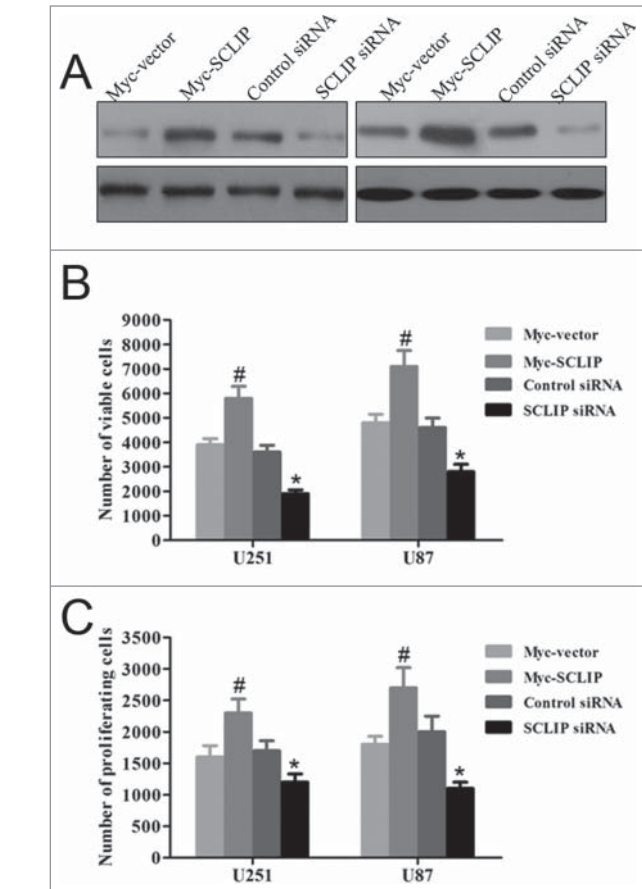 A
Myc-vector
Myc-SCLIP
Control siRNA
SCLIP siRNA
Myc-vector
Myc-SCLIP
Control siRNA
SCLIP siRNA
B
Number of viable cells
9000
8000
7000
6000
5000
4000
3000
2000
1000
0
#
*
#
*
U251
U87
Myc-vector
Myc-SCLIP
Control siRNA
SCLIP siRNA
C
Number of proliferating cells
3500
3000
2500
2000
1500
1000
500
0
#
*
#
*
U251
U87
Myc-vector
Myc-SCLIP
Control siRNA
SCLIP siRNA